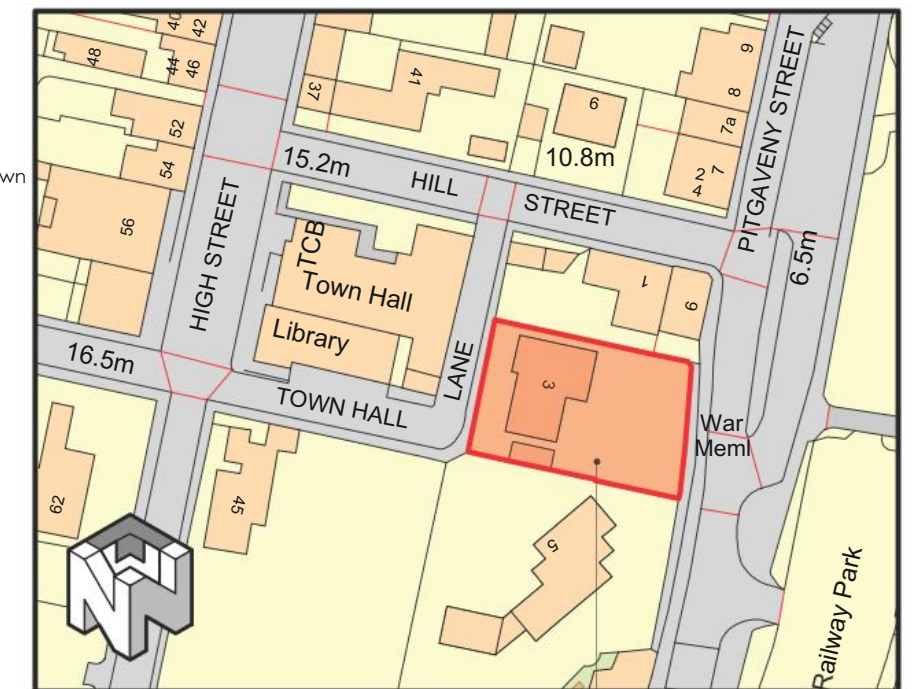 40
42
48
44
46
37
41
6
9
8
7a
7
2
4
PITGAVENY STREET
52
54
15.2m
HILL STREET
10.8m
56
HIGH STREET
TCB
Town Hall
Library
6.5m
1
9
16.5m
TOWN HALL LANE
3
War
Meml
62
45
5
Railway Park
N